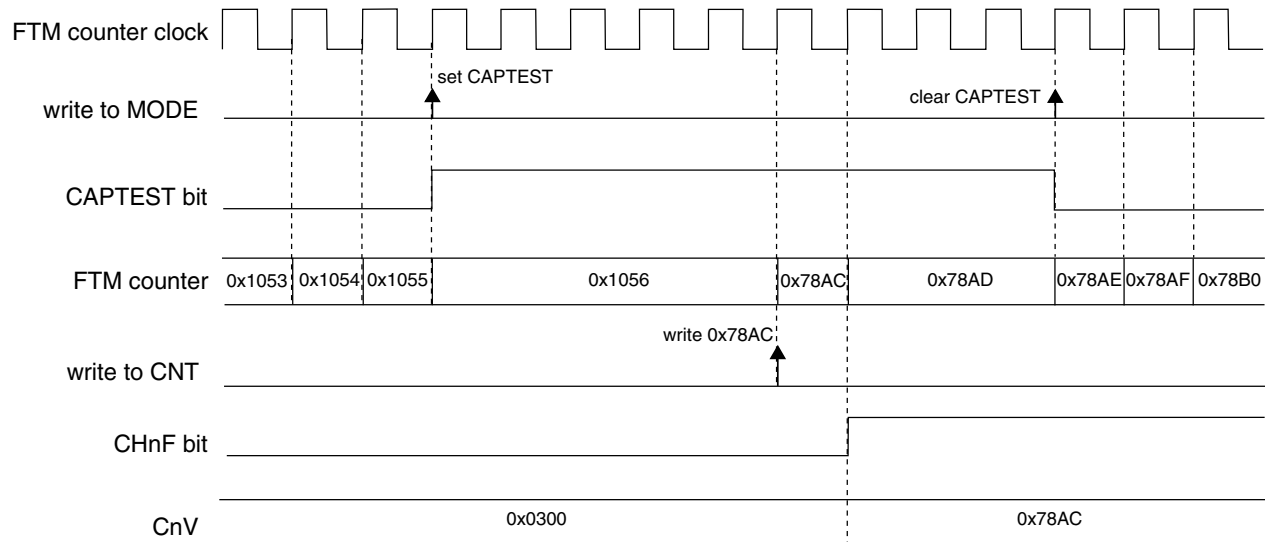 FTM counter clock
set CAPTEST
write to MODE
clear CAPTEST
CAPTEST bit
FTM counter
0x1053 0x1054 0x1055 0x1056 0x78AC 0x78AD 0x78AE 0x78AF 0x78B0
write 0x78AC
write to CNT
CHnF bit
CnV
0x0300 0x78AC